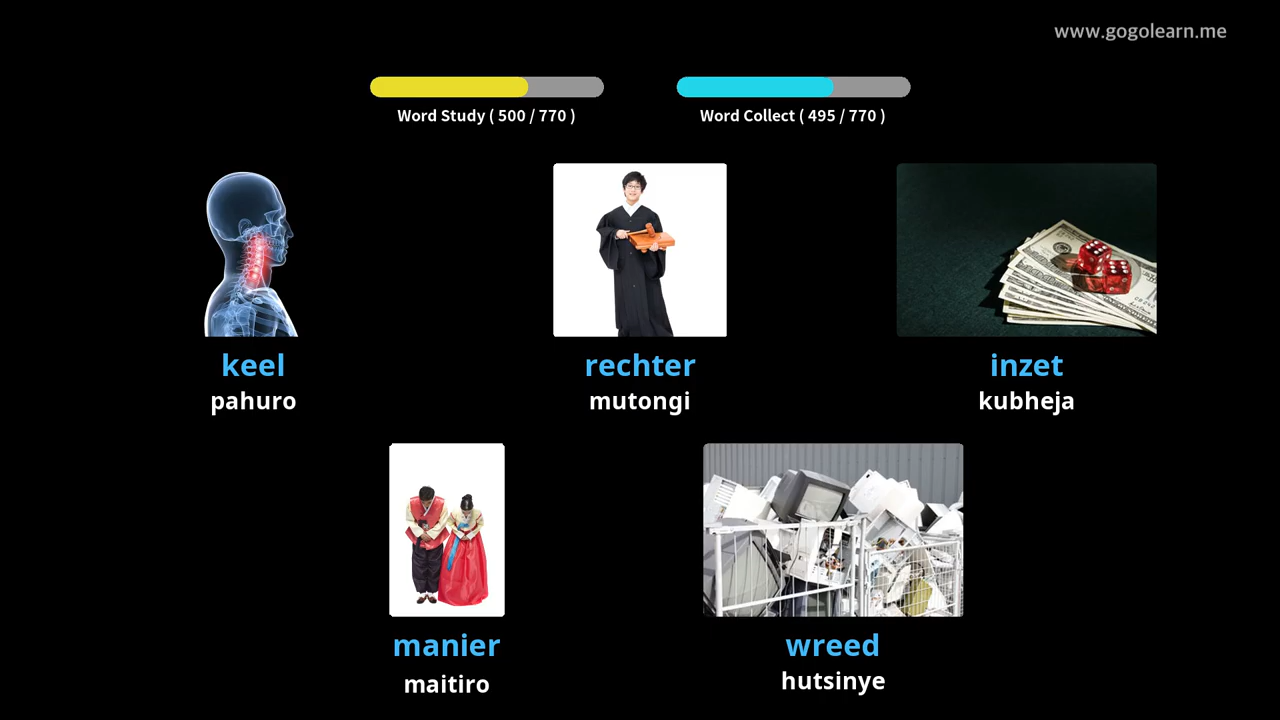 www.gogolearn.me
Word Study ( 500 / 770 )
Word Collect ( 495 / 770 )
keel
pahuro
rechter
mutongi
inzet
kubheja
manier
maitiro
wreed
hutsinye